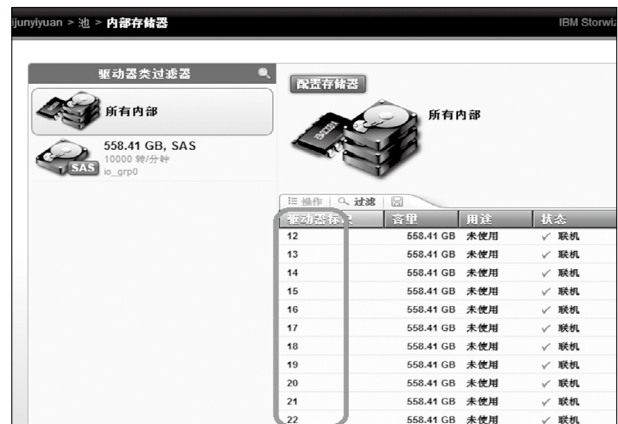 ijunyiyuan > 池 > 内部存储器
IBM Storwiz
驱动器类过滤器
配置存储器
所有内部
所有内部
558.41 GB, SAS
10000 转/分钟
io_grp0
SAS
操作 过滤
驱动器标识 容量 用途 状态
12 558.41 GB 未使用 联机
13 558.41 GB 未使用 联机
14 558.41 GB 未使用 联机
15 558.41 GB 未使用 联机
16 558.41 GB 未使用 联机
17 558.41 GB 未使用 联机
18 558.41 GB 未使用 联机
19 558.41 GB 未使用 联机
20 558.41 GB 未使用 联机
21 558.41 GB 未使用 联机
22 558.41 GB 未使用 联机